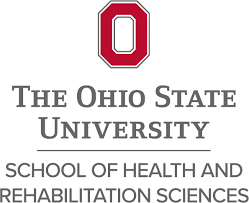 O
THE OHIO STATE
UNIVERSITY
SCHOOL OF HEALTH AND
REHABILITATION SCIENCES